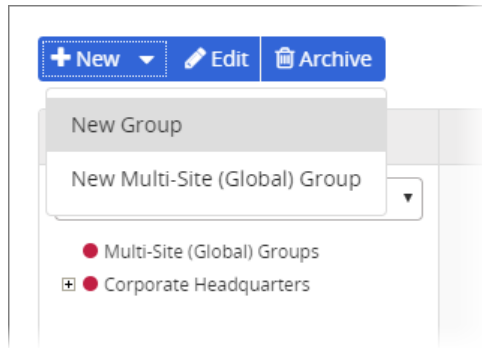 New Edit Archive
New Group
New Multi-Site (Global) Group
Multi-Site (Global) Groups
Corporate Headquarters